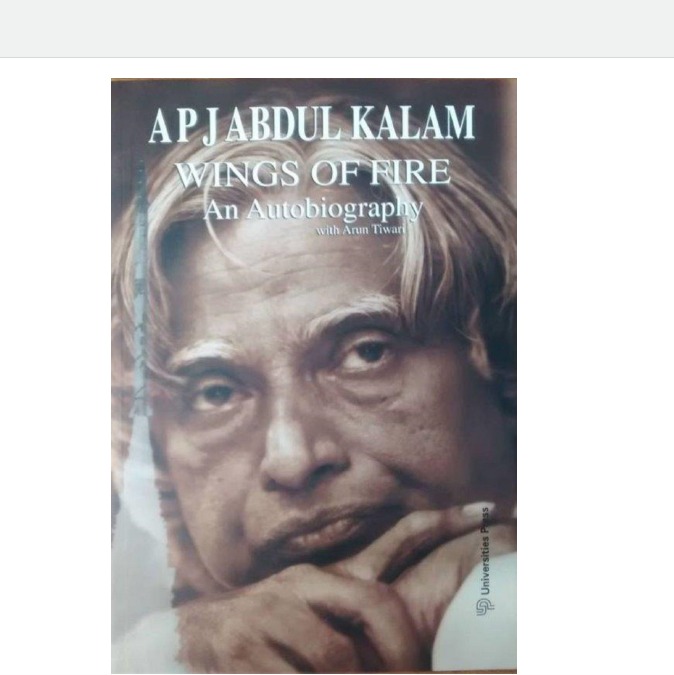 A P J ABDUL KALAM
WINGS OF FIRE
An Autobiography
with Arun Tiwari
Universities Press